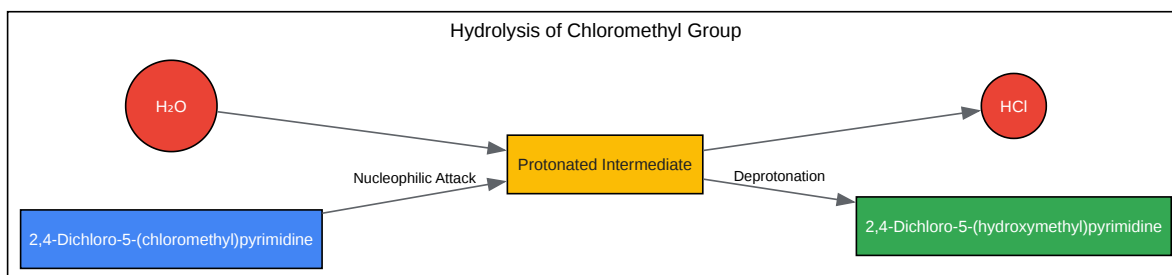 Hydrolysis of Chloromethyl Group
H₂O
HCl
Protonated Intermediate
Nucleophilic Attack
Deprotonation
2,4-Dichloro-5-(chloromethyl)pyrimidine
2,4-Dichloro-5-(hydroxymethyl)pyrimidine